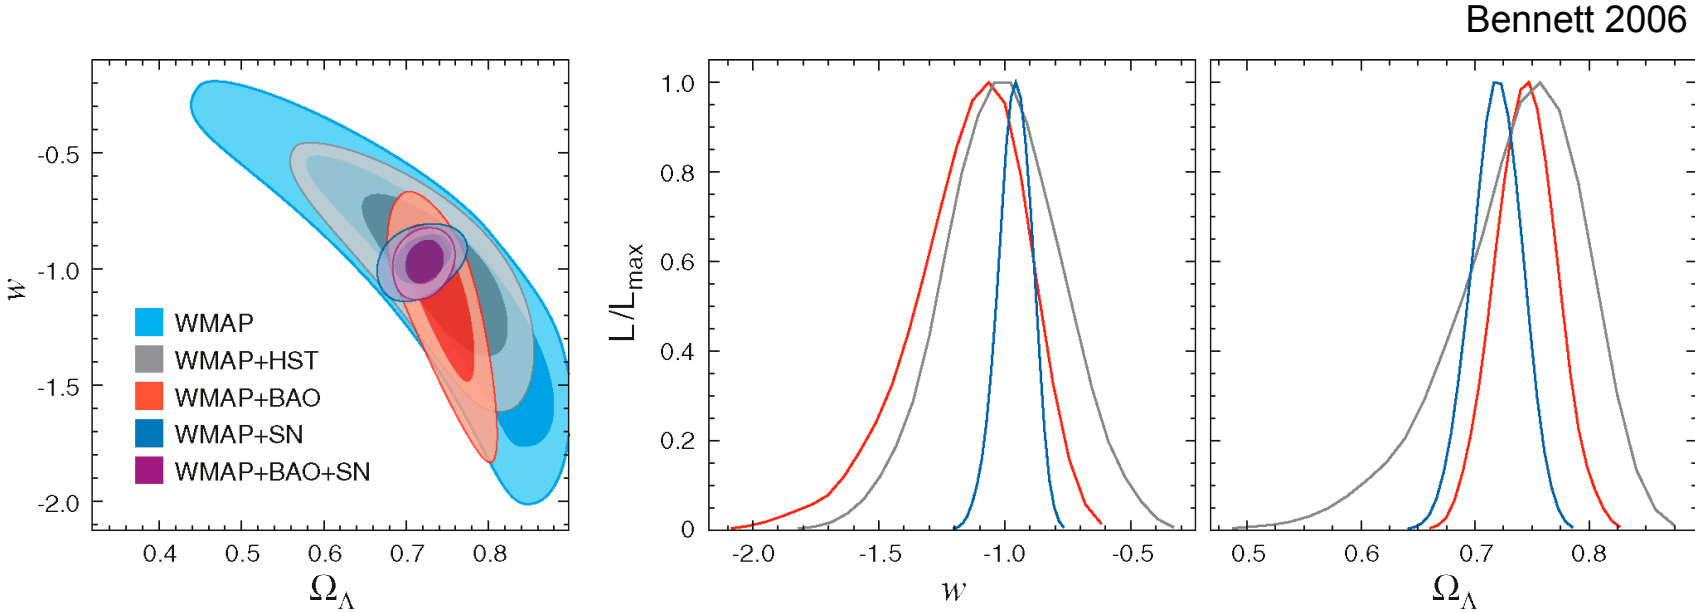 Bennett 2006
-0.5
-1.0
-1.5
-2.0
w
WMAP
WMAP+HST
WMAP+BAO
WMAP+SN
WMAP+BAO+SN
0.4 0.5 0.6 0.7 0.8
Ω_Λ
L/L_max
1.0
0.8
0.6
0.4
0.2
0
-2.0 -1.5 -1.0 -0.5
w
0.5 0.6 0.7 0.8
Ω_Λ